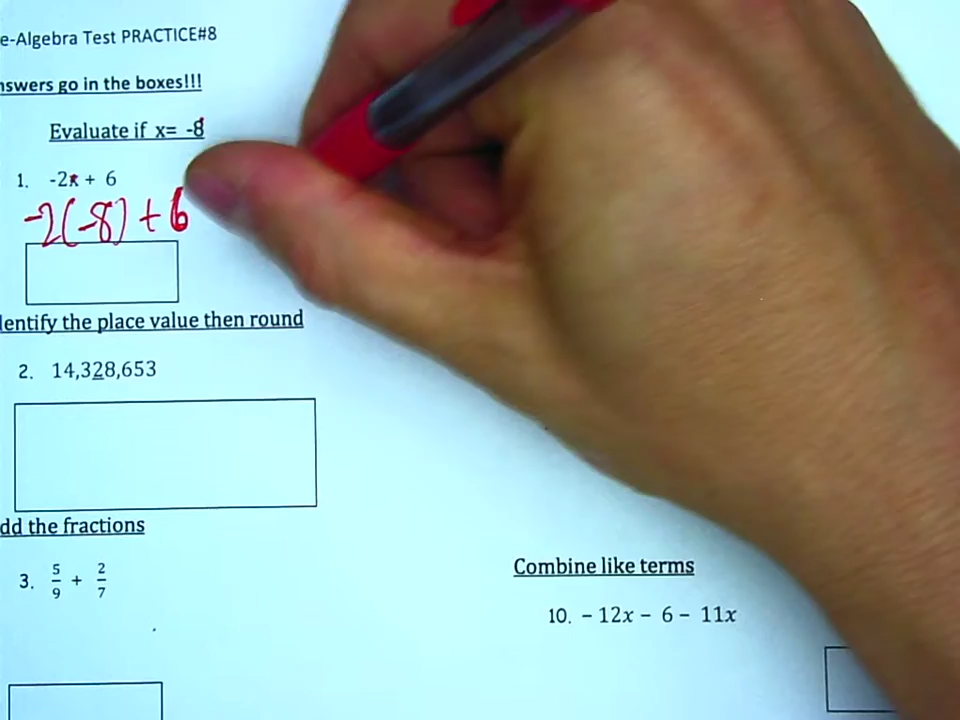 e-Algebra Test PRACTICE#8
nswers go in the boxes!!!
Evaluate if x= -8
1. -2x + 6
-2(-8) + 6
dentify the place value then round
2. 14,328,653
dd the fractions
3. 5/9 + 2/7
Combine like terms
10. – 12x – 6 – 11x